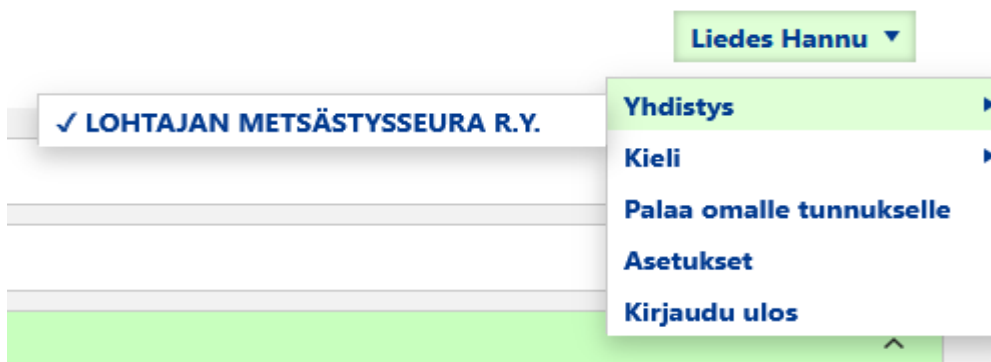 Liedes Hannu
Yhdistys
✓ LOHTAJAN METSÄSTYSSEURA R.Y.
Kieli
Palaa omalle tunnukselle
Asetukset
Kirjaudu ulos